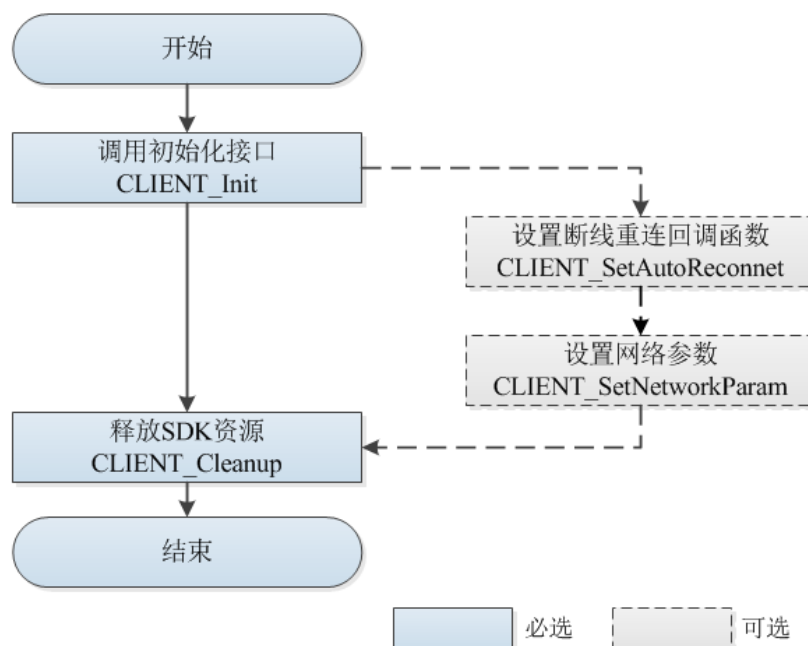 开始
调用初始化接口
CLIENT_Init
设置断线重连回调函数
CLIENT_SetAutoReconnet
设置网络参数
CLIENT_SetNetworkParam
释放SDK资源
CLIENT_Cleanup
结束
必选
可选